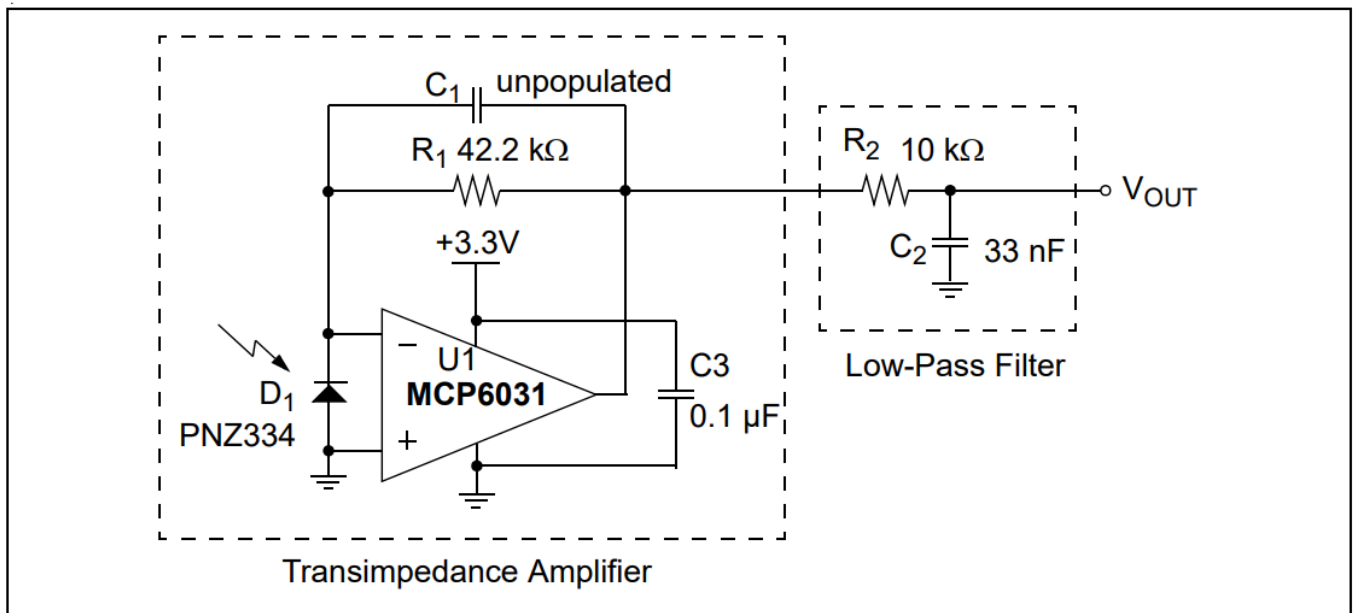 C1 unpopulated
R1 42.2 kΩ
+3.3V
U1
MCP6031
D1
PNZ334
−
+
C3
0.1 µF
Transimpedance Amplifier
R2 10 kΩ
C2 33 nF
VOUT
Low-Pass Filter